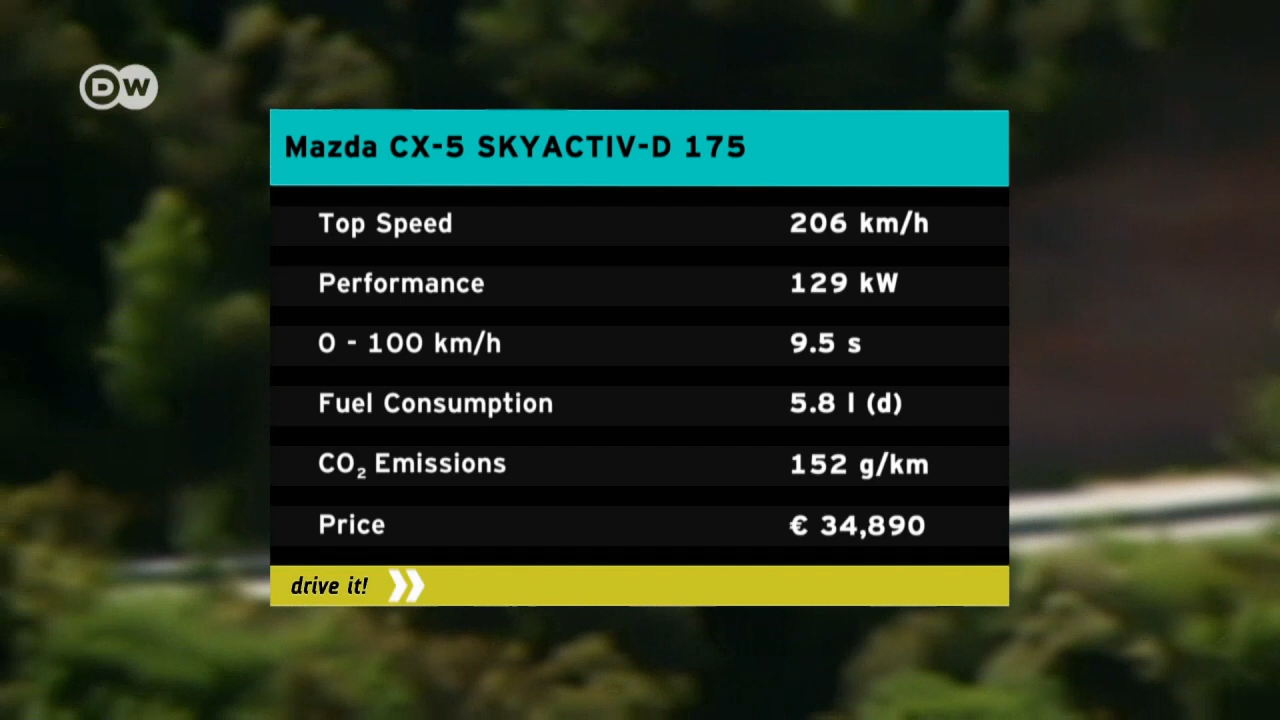 DW
Mazda CX-5 SKYACTIV-D 175
Top Speed 206 km/h
Performance 129 kW
0 - 100 km/h 9.5 s
Fuel Consumption 5.8 l (d)
CO₂ Emissions 152 g/km
Price € 34,890
drive it!